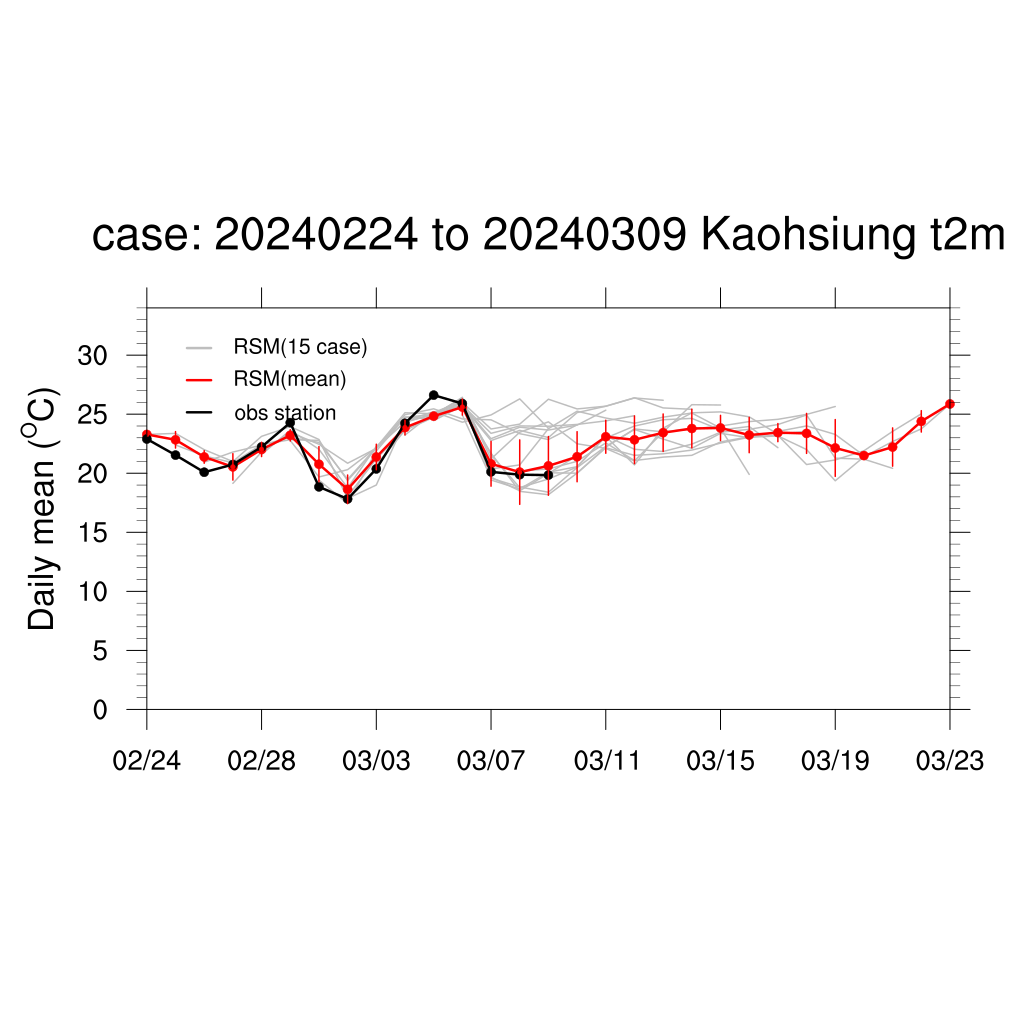 case: 20240224 to 20240309 Kaohsiung t2m
RSM(15 case)
RSM(mean)
obs station
Daily mean (°C)
30
25
20
15
10
5
0
02/24 02/28 03/03 03/07 03/11 03/15 03/19 03/23